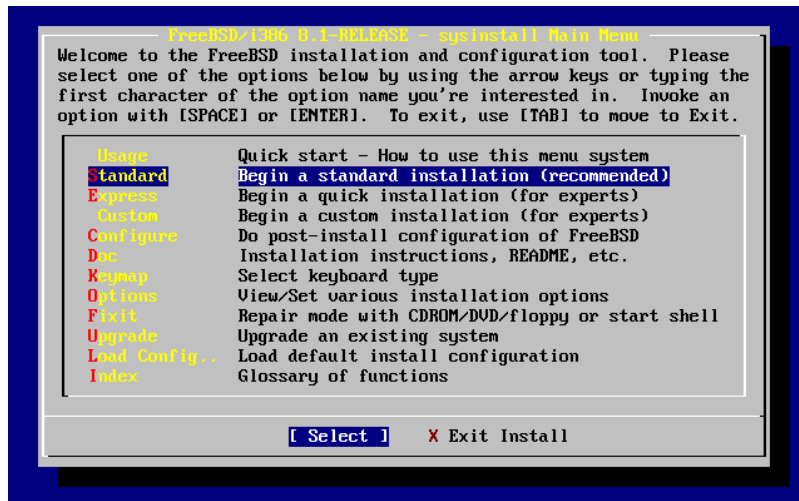 FreeBSD/i386 8.1-RELEASE - sysinstall Main Menu
Welcome to the FreeBSD installation and configuration tool. Please
select one of the options below by using the arrow keys or typing the
first character of the option name you're interested in. Invoke an
option with [SPACE] or [ENTER]. To exit, use [TAB] to move to Exit.
Usage Quick start - How to use this menu system
Standard Begin a standard installation (recommended)
Express Begin a quick installation (for experts)
Custom Begin a custom installation (for experts)
Configure Do post-install configuration of FreeBSD
Doc Installation instructions, README, etc.
Keymap Select keyboard type
Options View/Set various installation options
Fixit Repair mode with CDROM/DVD/floppy or start shell
Upgrade Upgrade an existing system
Load Config.. Load default install configuration
Index Glossary of functions
[ Select ] X Exit Install